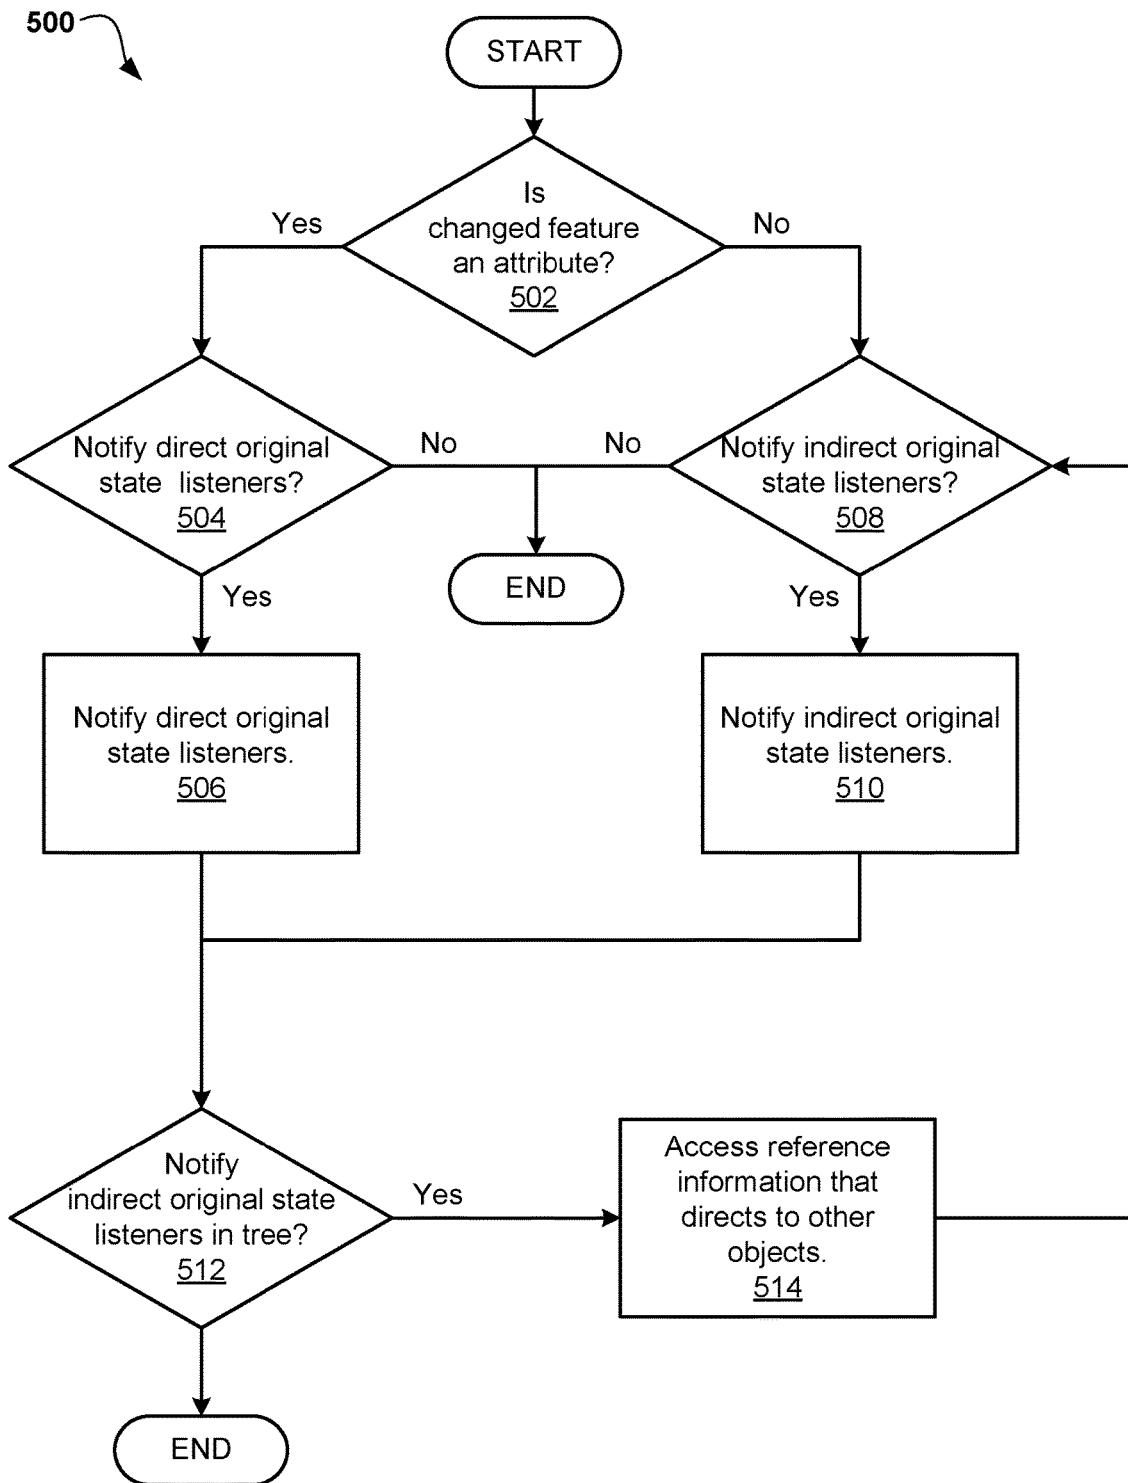 500
START
Is
changed feature
an attribute?
502
Yes
No
Notify direct original
state listeners?
504
No
No
Notify indirect original
state listeners?
508
END
Yes
Yes
Notify direct original
state listeners.
506
Notify indirect original
state listeners.
510
Notify
indirect original state
listeners in tree?
512
Yes
Access reference
information that
directs to other
objects.
514
END